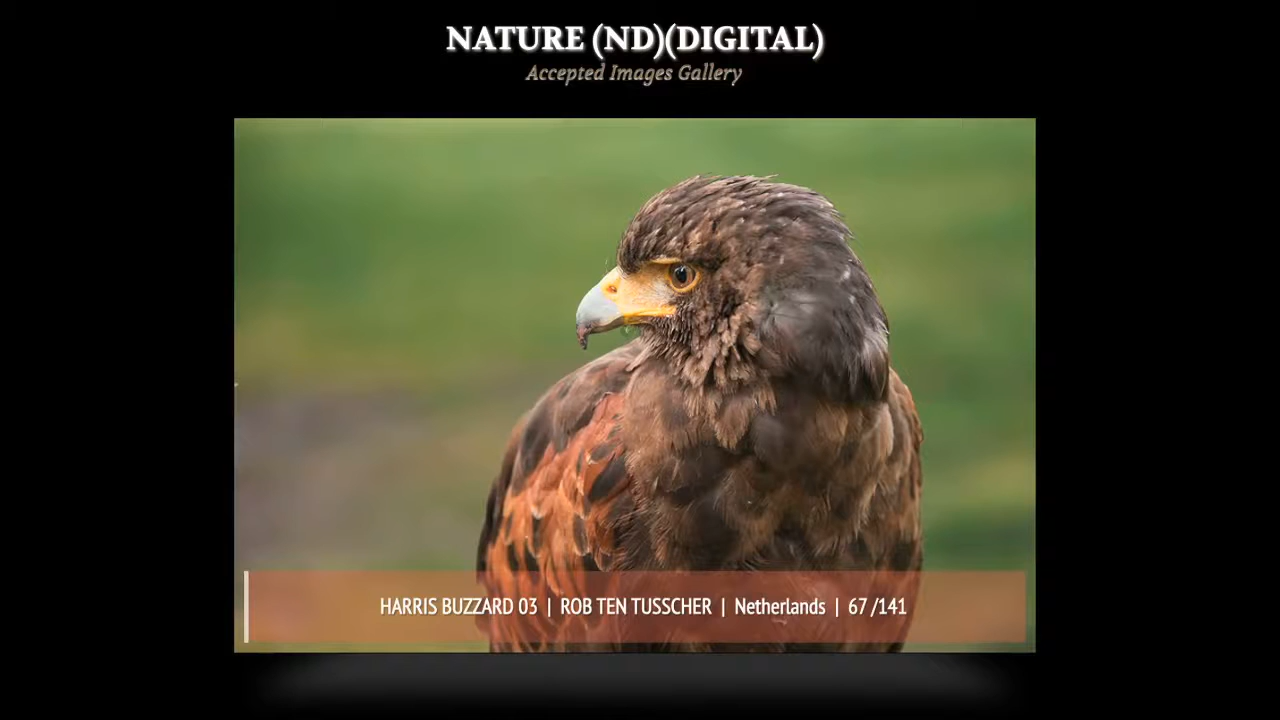 NATURE (ND)(DIGITAL)
Accepted Images Gallery
HARRIS BUZZARD 03 | ROB TEN TUSSCHER | Netherlands | 67 /141